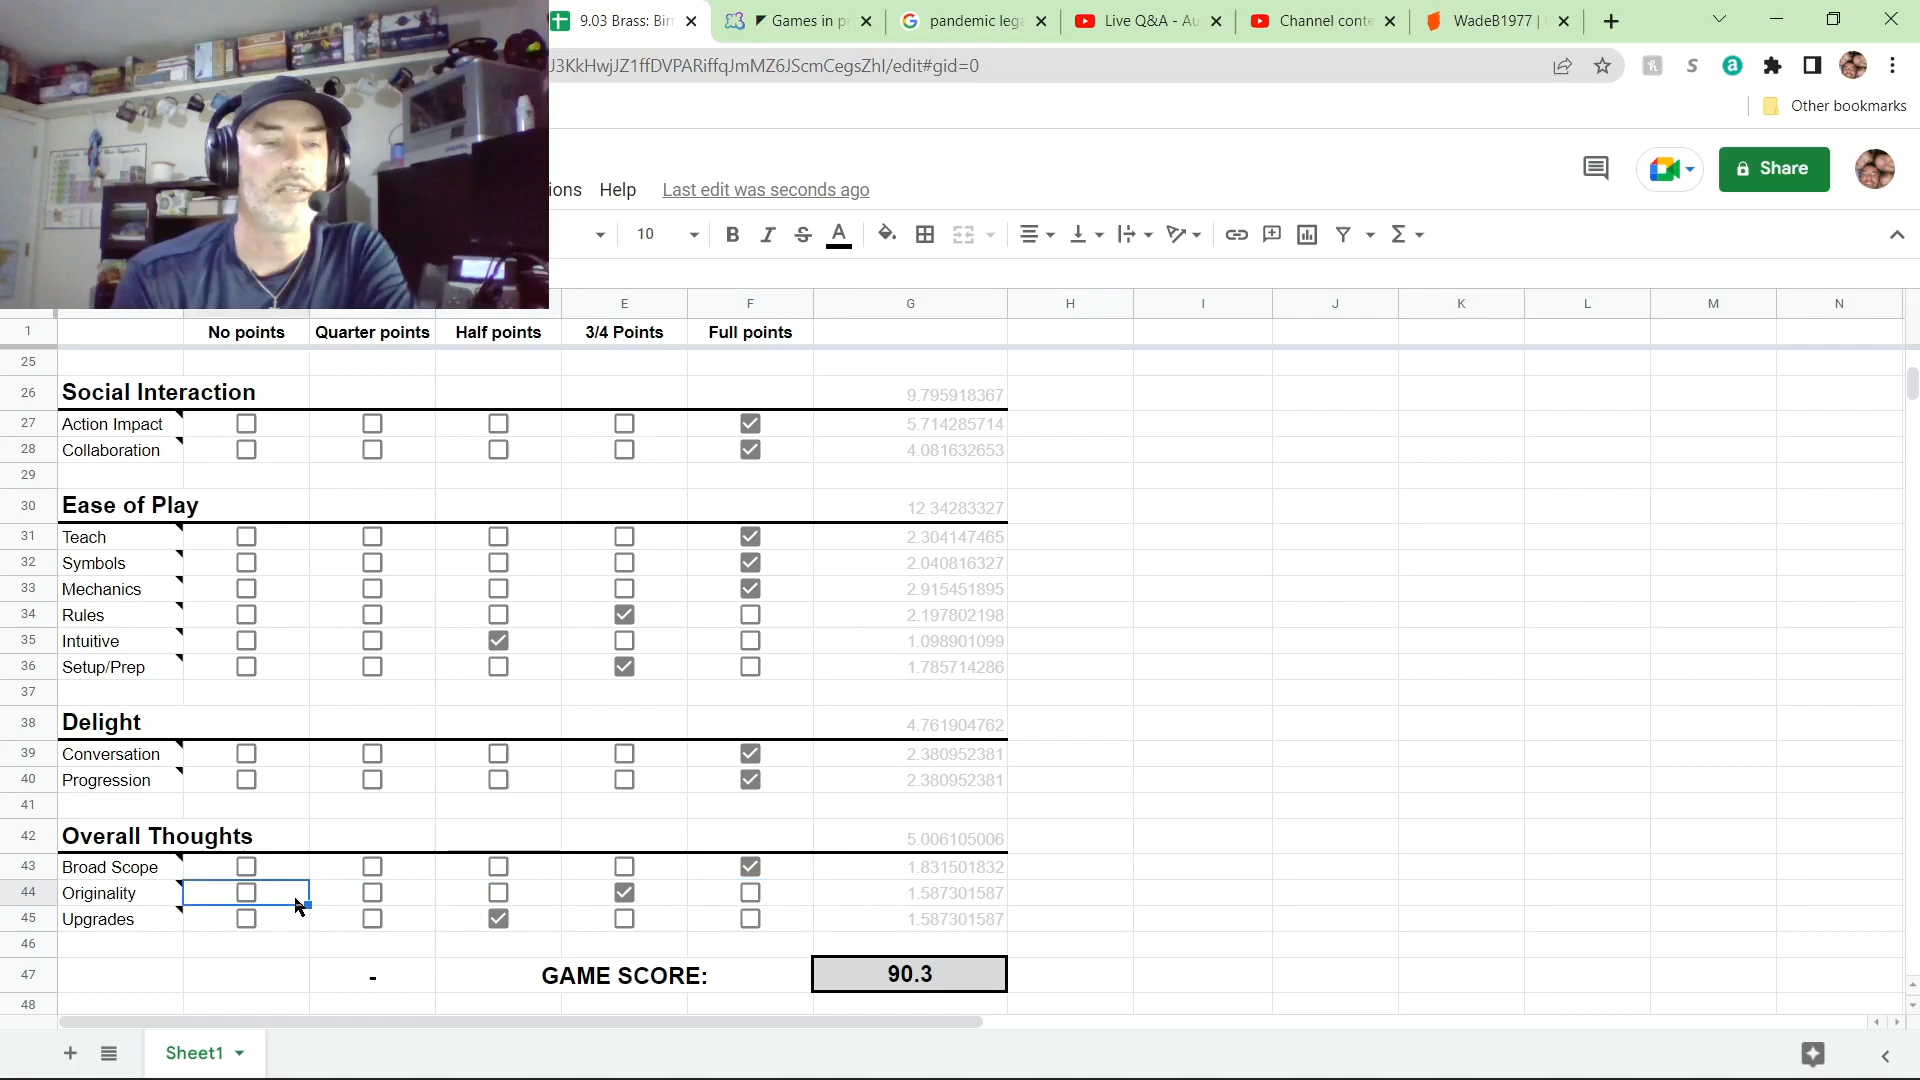 9.03 Brass: Birr
Games in pr
pandemic lega
Live Q&A - Au
Channel conte
WadeB1977 |
J3KkHwjJZ1ffDVPARiffqJmMZ6JScmCegsZhI/edit#gid=0
Other bookmarks
Share
ions Help Last edit was seconds ago
10 B I S A
E F G H I J K L M N
1 No points Quarter points Half points 3/4 Points Full points
25
26 Social Interaction 9.795918367
27 Action Impact 5.714285714
28 Collaboration 4.081632653
29
30 Ease of Play 12.34283327
31 Teach 2.304147465
32 Symbols 2.040816327
33 Mechanics 2.915451895
34 Rules 2.197802198
35 Intuitive 1.098901099
36 Setup/Prep 1.785714286
37
38 Delight 4.761904762
39 Conversation 2.380952381
40 Progression 2.380952381
41
42 Overall Thoughts 5.006105006
43 Broad Scope 1.831501832
44 Originality 1.587301587
45 Upgrades 1.587301587
46
47 - GAME SCORE: 90.3
48
Sheet1